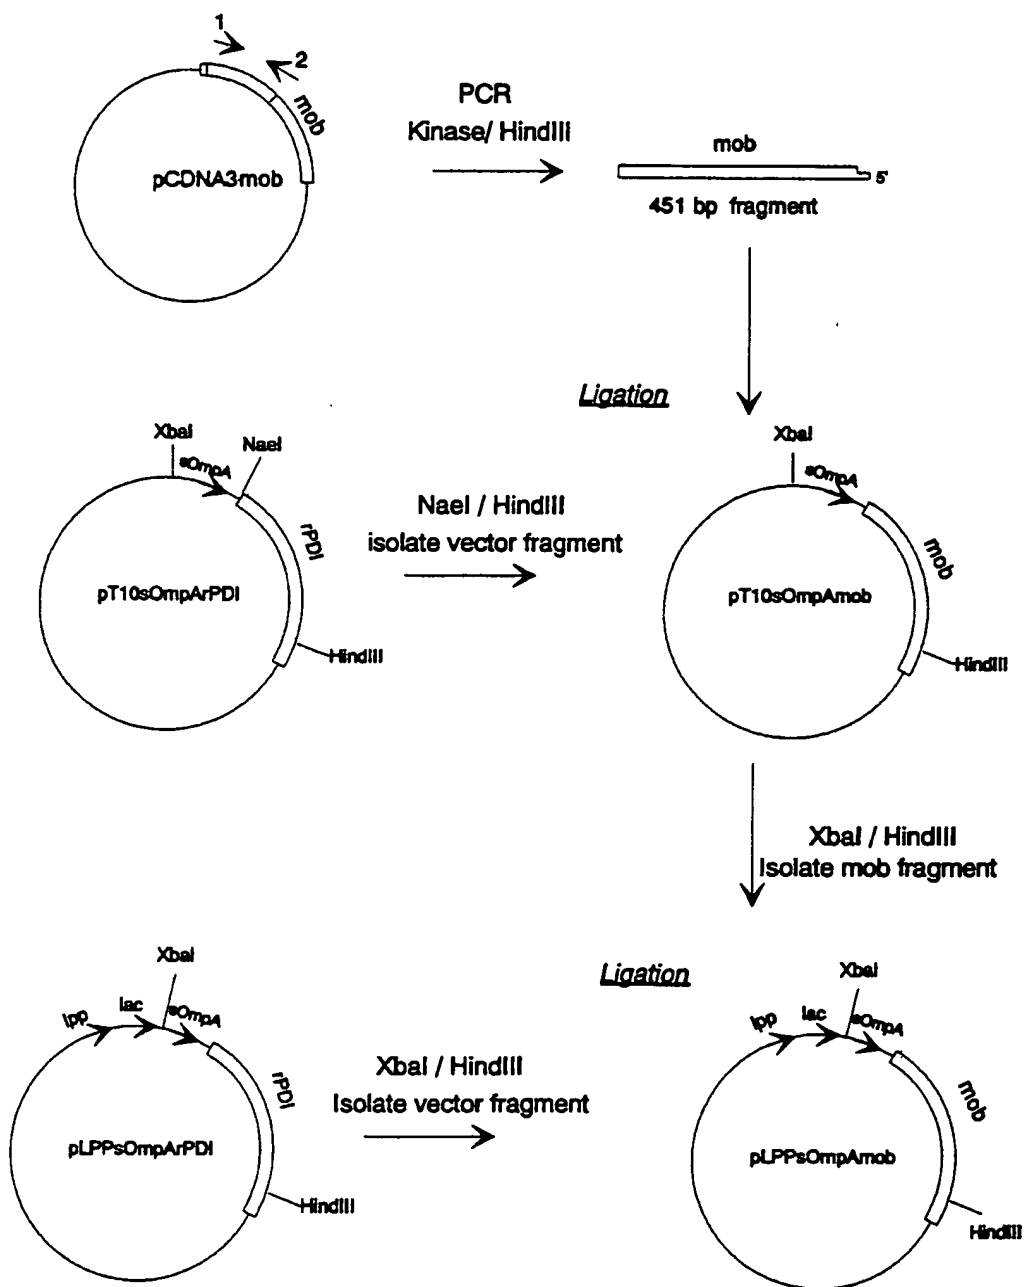 1
2
mob
pCDNA3mob
PCR
Kinase/ HindIII
mob
5'
451 bp fragment
Ligation
XbaI
sOmpA
NaeI
rPDI
pT10sOmpArPDI
HindIII
NaeI / HindIII
isolate vector fragment
XbaI
sOmpA
mob
pT10sOmpAmob
HindIII
XbaI / HindIII
Isolate mob fragment
Ligation
lpp
lac
XbaI
sOmpA
rPDI
pLPPsOmpArPDI
HindIII
XbaI / HindIII
Isolate vector fragment
lpp
lac
XbaI
sOmpA
mob
pLPPsOmpAmob
HindIII